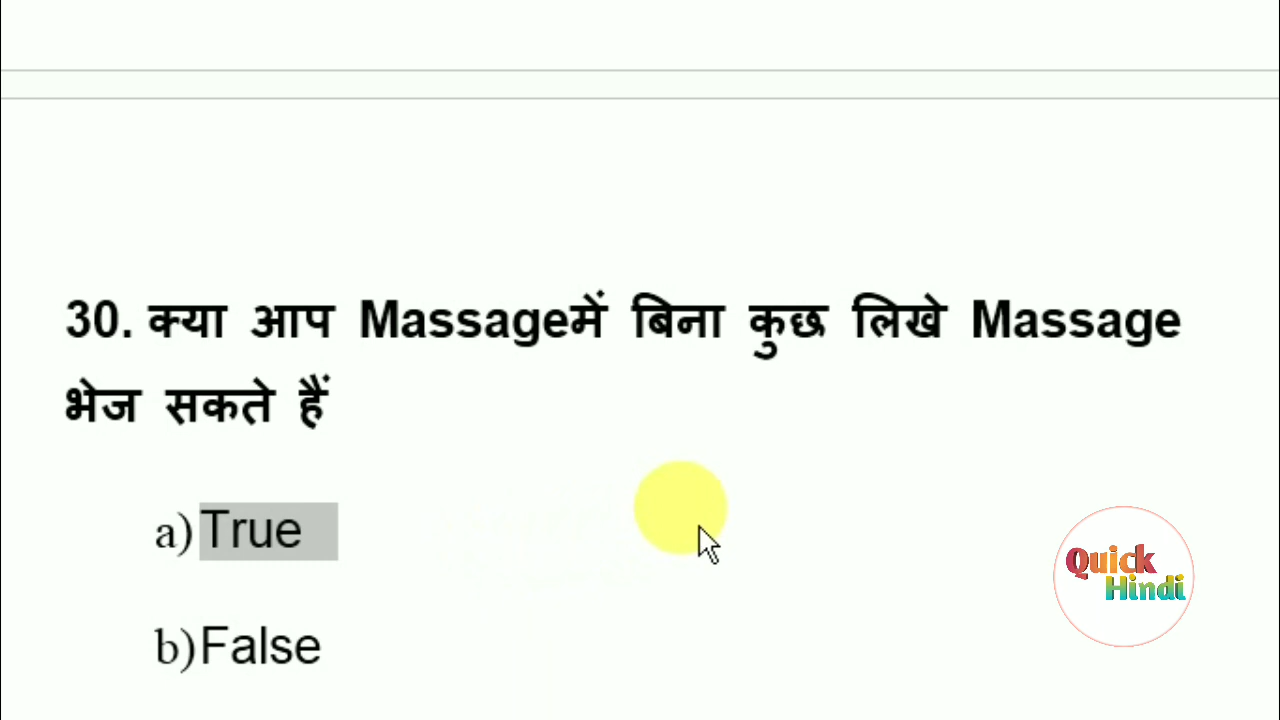 30. क्या आप Massageमें बिना कुछ लिखे Massage
भेज सकते हैं
a) True
b) False
Quick
Hindi